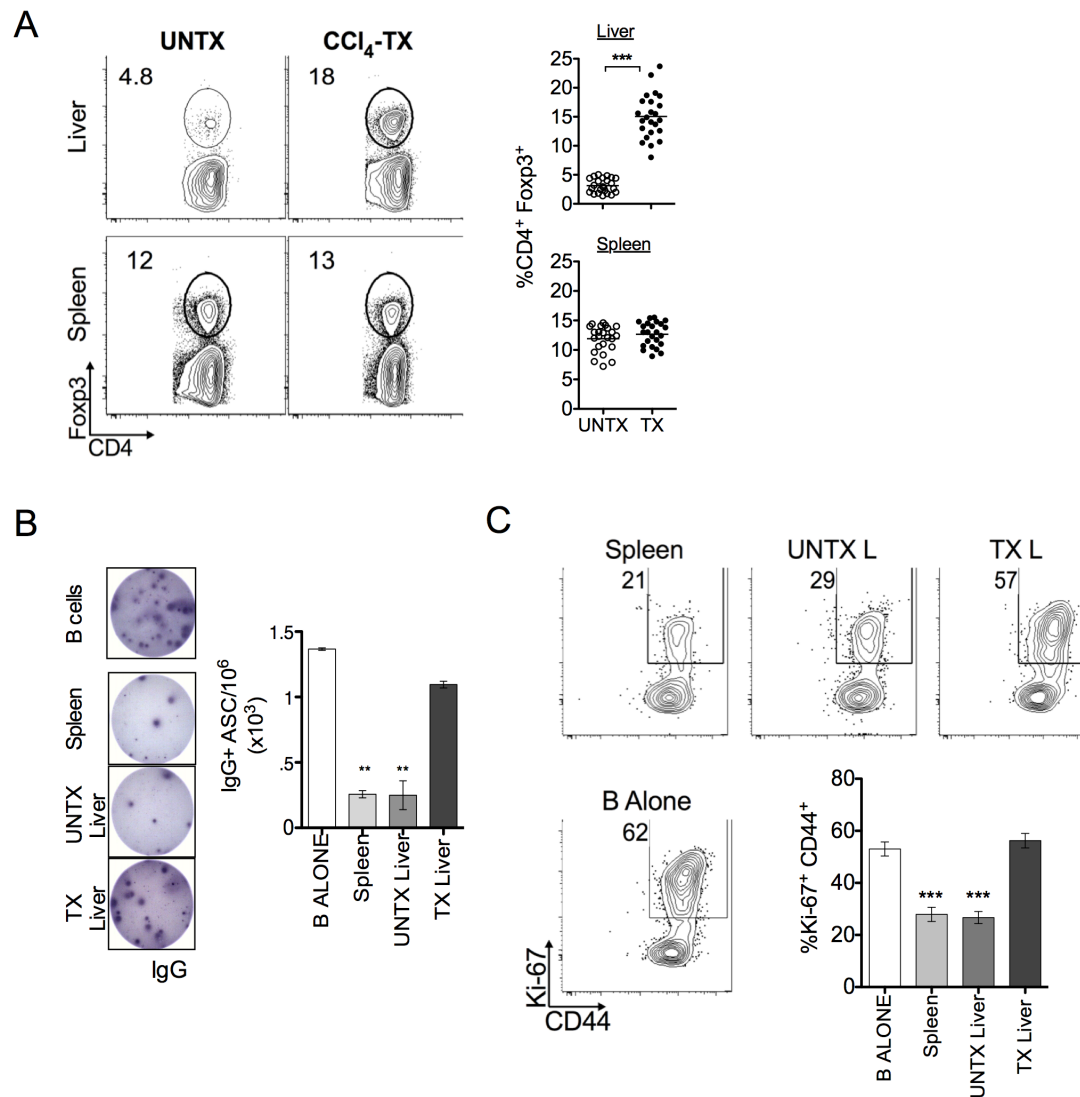 A
UNTX
CCl4-TX
Liver
4.8
18
Spleen
12
13
Foxp3
CD4
%CD4+ Foxp3+
Liver
***
25
20
15
10
5
0
Spleen
25
20
15
10
5
0
UNTX
TX
B
B cells
Spleen
UNTX
Liver
TX
Liver
IgG
IgG+ ASC/10^6
(x10^3)
1.5
1
.5
0
**
**
B ALONE
Spleen
UNTX Liver
TX Liver
C
Spleen
UNTX L
TX L
21
29
57
B Alone
62
Ki-67
CD44
%Ki-67+ CD44+
80
60
40
20
0
***
***
B ALONE
Spleen
UNTX Liver
TX Liver